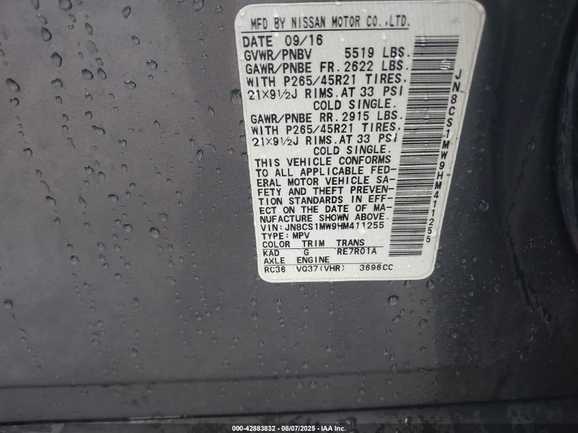 MFD BY NISSAN MOTOR CO.,LTD.
DATE 09/16
GVWR/PNBV 5519 LBS.
GAWR/PNBE FR. 2622 LBS.
WITH P265/45R21 TIRES.
21X9½J RIMS.AT 33 PSI
COLD SINGLE.
GAWR/PNBE RR. 2915 LBS.
WITH P265/45R21 TIRES.
21X9½J RIMS.AT 33 PSI
COLD SINGLE.
THIS VEHICLE CONFORMS
TO ALL APPLICABLE FED-
ERAL MOTOR VEHICLE SA-
FETY AND THEFT PREVEN-
TION STANDARDS IN EFF-
ECT ON THE DATE OF MA-
NUFACTURE SHOWN ABOVE.
VIN:JN8CS1MW9HM411255
TYPE:MPV
COLOR TRIM TRANS
KAD G RE7R01A
AXLE ENGINE
RC36 VQ37(VHR) 3696CC
JN8CS1MW9HM411255
000-42883832 - 08/07/2025 - IAA Inc.